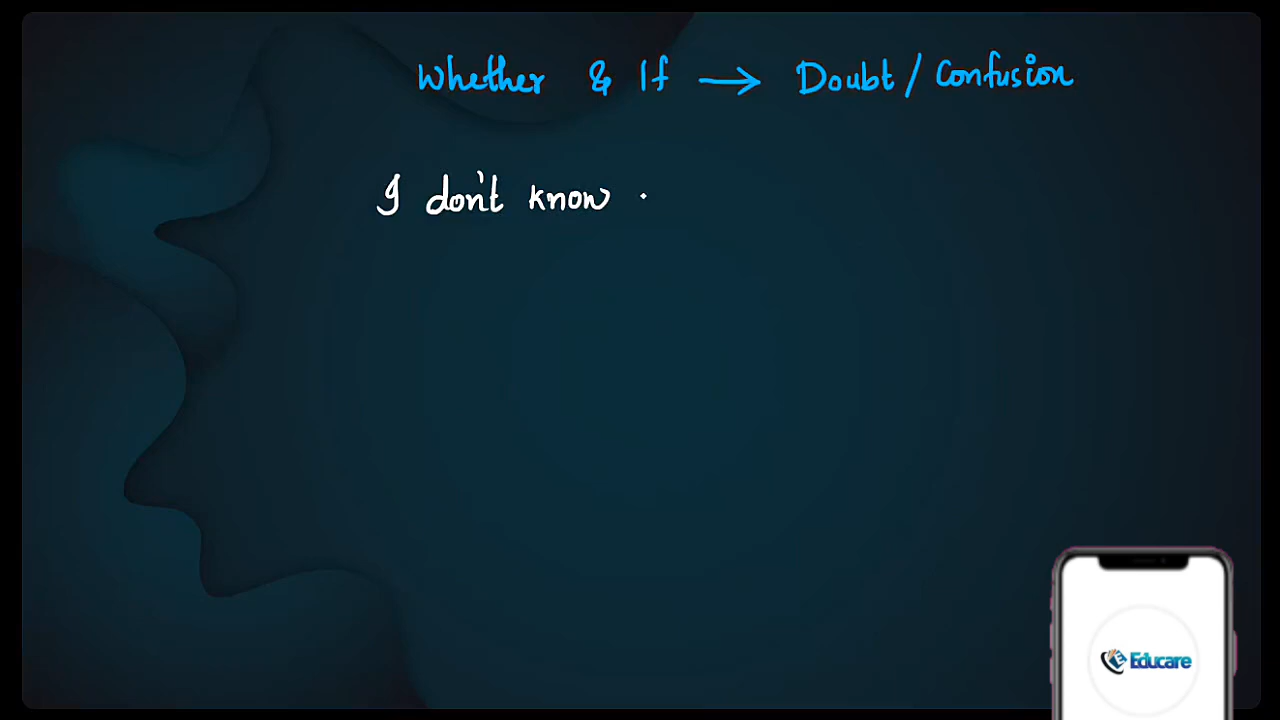 Whether & If → Doubt / Confusion
I don't know
Educare